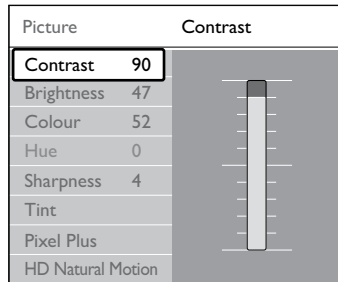 Picture Contrast
Contrast 90
Brightness 47
Colour 52
Hue 0
Sharpness 4
Tint
Pixel Plus
HD Natural Motion